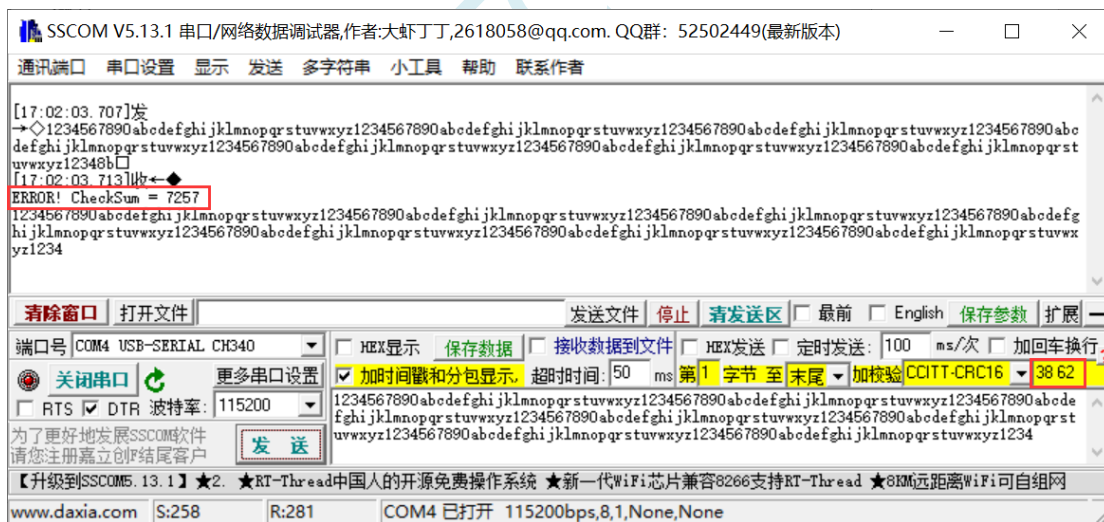 SSCOM V5.13.1 串口/网络数据调试器,作者:大虾丁丁,2618058@qq.com. QQ群: 52502449(最新版本)
通讯端口 串口设置 显示 发送 多字符串 小工具 帮助 联系作者
[17:02:03.707]发
→◇1234567890abcdefghijklmnopqrstuvwxyz1234567890abcdefghijklmnopqrstuvwxyz1234567890abcdefghijklmnopqrstuvwxyz1234567890abc
defghijklmnopqrstuvwxyz1234567890abcdefghijklmnopqrstuvwxyz1234567890abcdefghijklmnopqrstuvwxyz1234567890abcdefghijklmnopqrst
uvwxyz12348b□
[17:02:03.713]收←◆
ERROR! CheckSum = 7257
1234567890abcdefghijklmnopqrstuvwxyz1234567890abcdefghijklmnopqrstuvwxyz1234567890abcdefghijklmnopqrstuvwxyz1234567890abcdefg
hijklmnopqrstuvwxyz1234567890abcdefghijklmnopqrstuvwxyz1234567890abcdefghijklmnopqrstuvwxyz1234567890abcdefghijklmnopqrstuvwx
yz1234
清除窗口 打开文件 发送文件 停止 清发送区 最前 English 保存参数 扩展
端口号 COM4 USB-SERIAL CH340 HEX显示 保存数据 接收数据到文件 HEX发送 定时发送: 100 ms/次 加回车换行
关闭串口 更多串口设置 加时间戳和分包显示, 超时时间: 50 ms 第 1 字节 至 末尾 加校验 CCITT-CRC16 38 62
RTS DTR 波特率: 115200
1234567890abcdefghijklmnopqrstuvwxyz1234567890abcdefghijklmnopqrstuvwxyz1234567890abcdefghijklmnopqrstuvwxyz1234567890abcde
fghijklmnopqrstuvwxyz1234567890abcdefghijklmnopqrstuvwxyz1234567890abcdefghijklmnopqrstuvwxyz1234567890abcdefghijklmnopqrst
uvwxyz1234567890abcdefghijklmnopqrstuvwxyz1234567890abcdefghijklmnopqrstuvwxyz1234
为了更好地发展SSCOM软件
请您注册嘉立创F结尾客户
发 送
【升级到SSCOM5.13.1】★2. ★RT-Thread中国人的开源免费操作系统 ★新一代WiFi芯片兼容8266支持RT-Thread ★8KM远距离WiFi可自组网
www.daxia.com S:258 R:281 COM4 已打开 115200bps,8,1,None,None